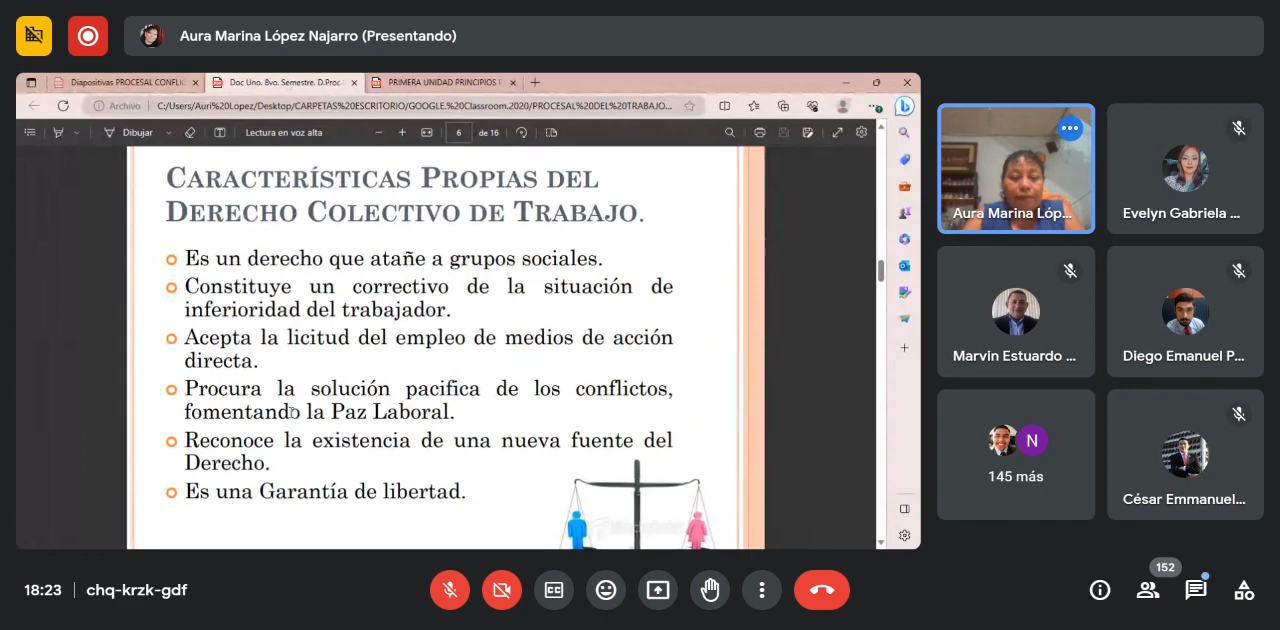 Aura Marina López Najarro (Presentando)
Diapositivas PROCESAL CONFLIC
Doc Uno. 8vo. Semestre. D.Proc.
PRIMERA UNIDAD PRINCIPIOS
Archivo
C:/Users/Auri%20Lopez/Desktop/CARPETAS%20ESCRITORIO/GOOGLE.%20Classroom.2020/PROCESAL%20DEL%20TRABAJO...
Dibujar
Lectura en voz alta
6
de 16
CARACTERÍSTICAS PROPIAS DEL
DERECHO COLECTIVO DE TRABAJO.
Es un derecho que atañe a grupos sociales.
Constituye un correctivo de la situación de
inferioridad del trabajador.
Acepta la licitud del empleo de medios de acción
directa.
Procura la solución pacifica de los conflictos,
fomentando la Paz Laboral.
Reconoce la existencia de una nueva fuente del
Derecho.
Es una Garantía de libertad.
Aura Marina Lóp...
Evelyn Gabriela ...
Marvin Estuardo ...
Diego Emanuel P...
N
145 más
César Emmanuel...
18:23
chq-krzk-gdf
152